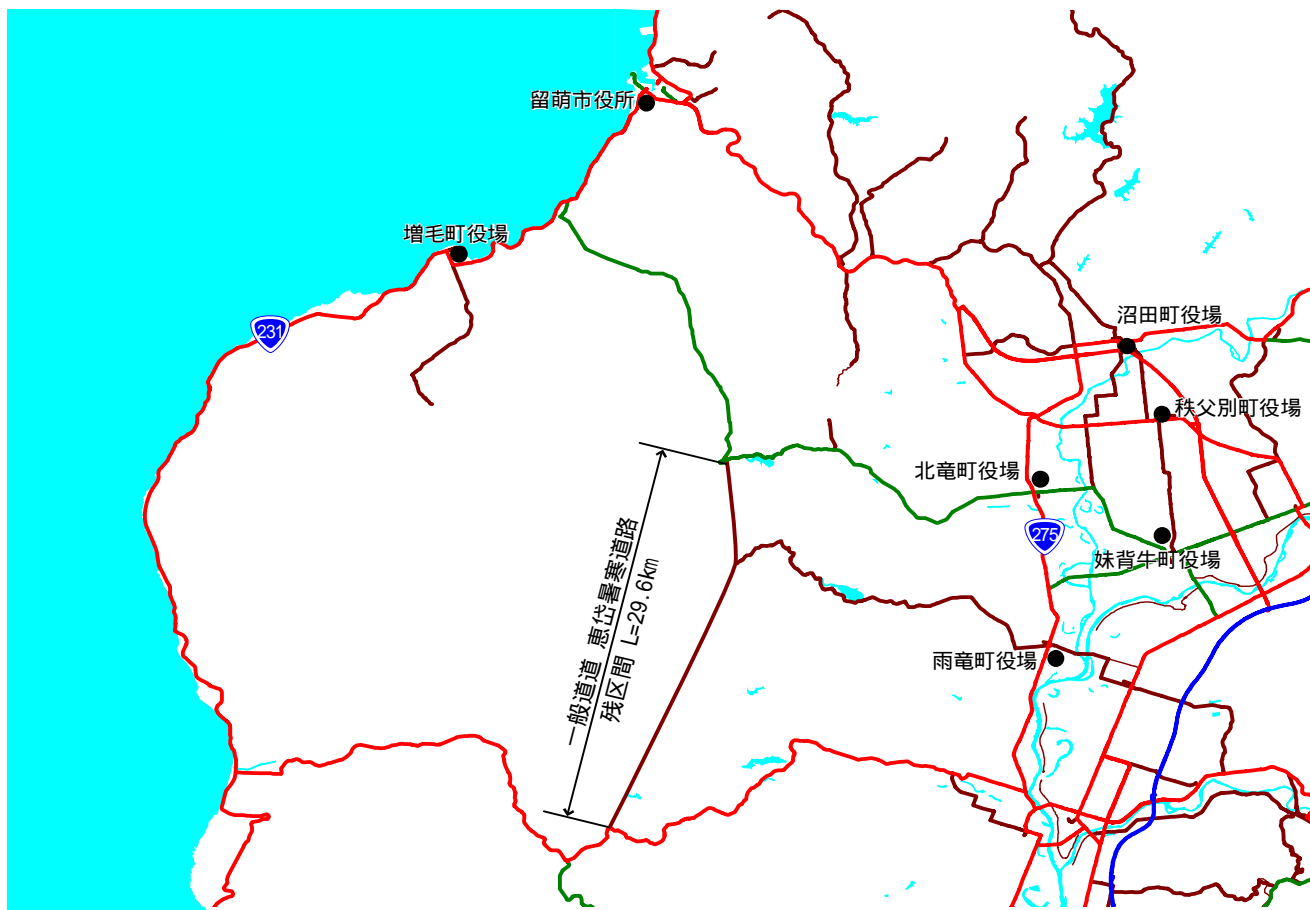 留萌市役所
増毛町役場
231
沼田町役場
秩父別町役場
北竜町役場
275
妹背牛町役場
雨竜町役場
一般道道 恵岱暑寒道路
残区間 L=29.6㎞